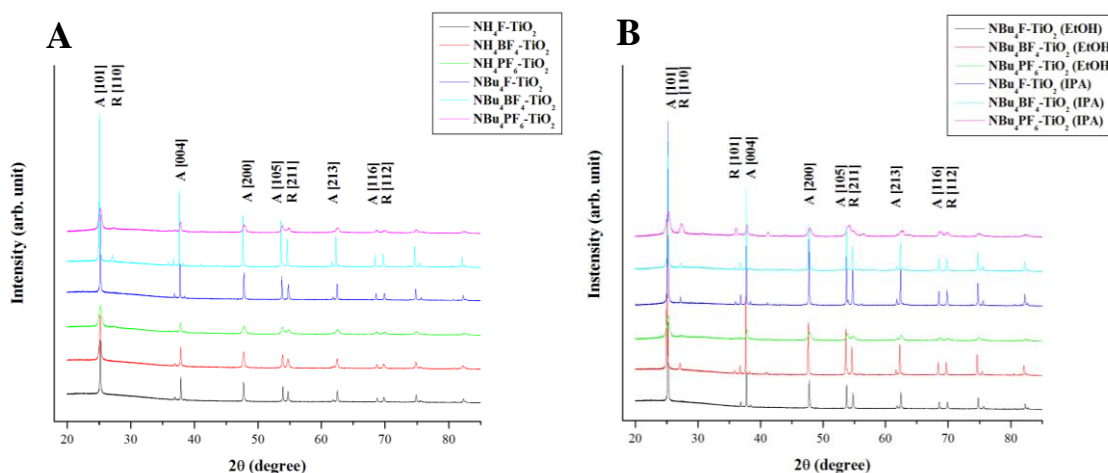 A
NH₄F-TiO₂
NH₄BF₄-TiO₂
NH₄PF₆-TiO₂
NBu₄F-TiO₂
NBu₄BF₄-TiO₂
NBu₄PF₆-TiO₂
A [101]
R [110]
A [004]
A [200]
A [105]
R [211]
A [213]
A [116]
R [112]
Intensity (arb. unit)
20 30 40 50 60 70 80
2θ (degree)
B
NBu₄F-TiO₂ (EtOH)
NBu₄BF₄-TiO₂ (EtOH)
NBu₄PF₆-TiO₂ (EtOH
NBu₄F-TiO₂ (IPA)
NBu₄BF₄-TiO₂ (IPA)
NBu₄PF₆-TiO₂ (IPA)
A [101]
R [110]
R [101]
A [004]
A [200]
A [105]
R [211]
A [213]
A [116]
R [112]
Instensity (arb. unit)
20 30 40 50 60 70 80
2θ (degree)